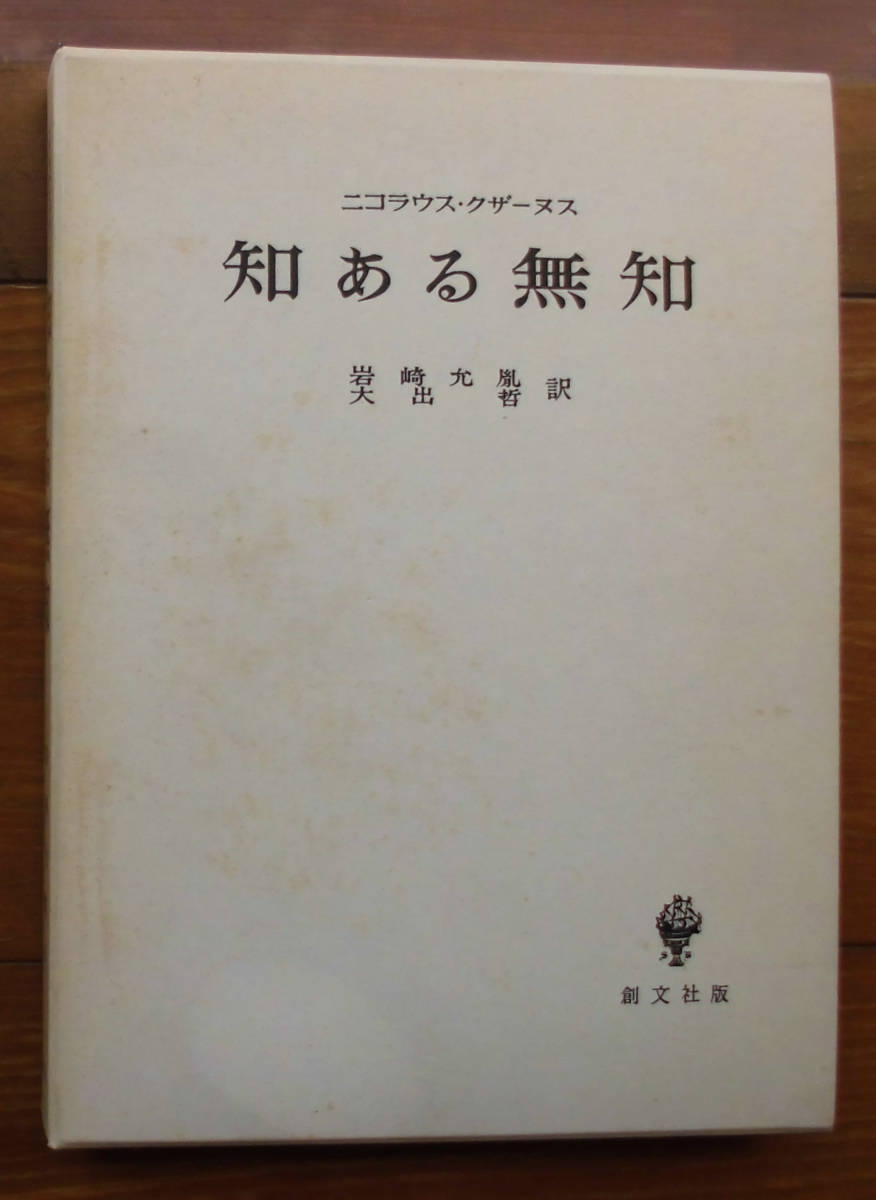 ニコラウス・クザーヌス
知ある無知
岩崎允胤
大出哲 訳
創文社版